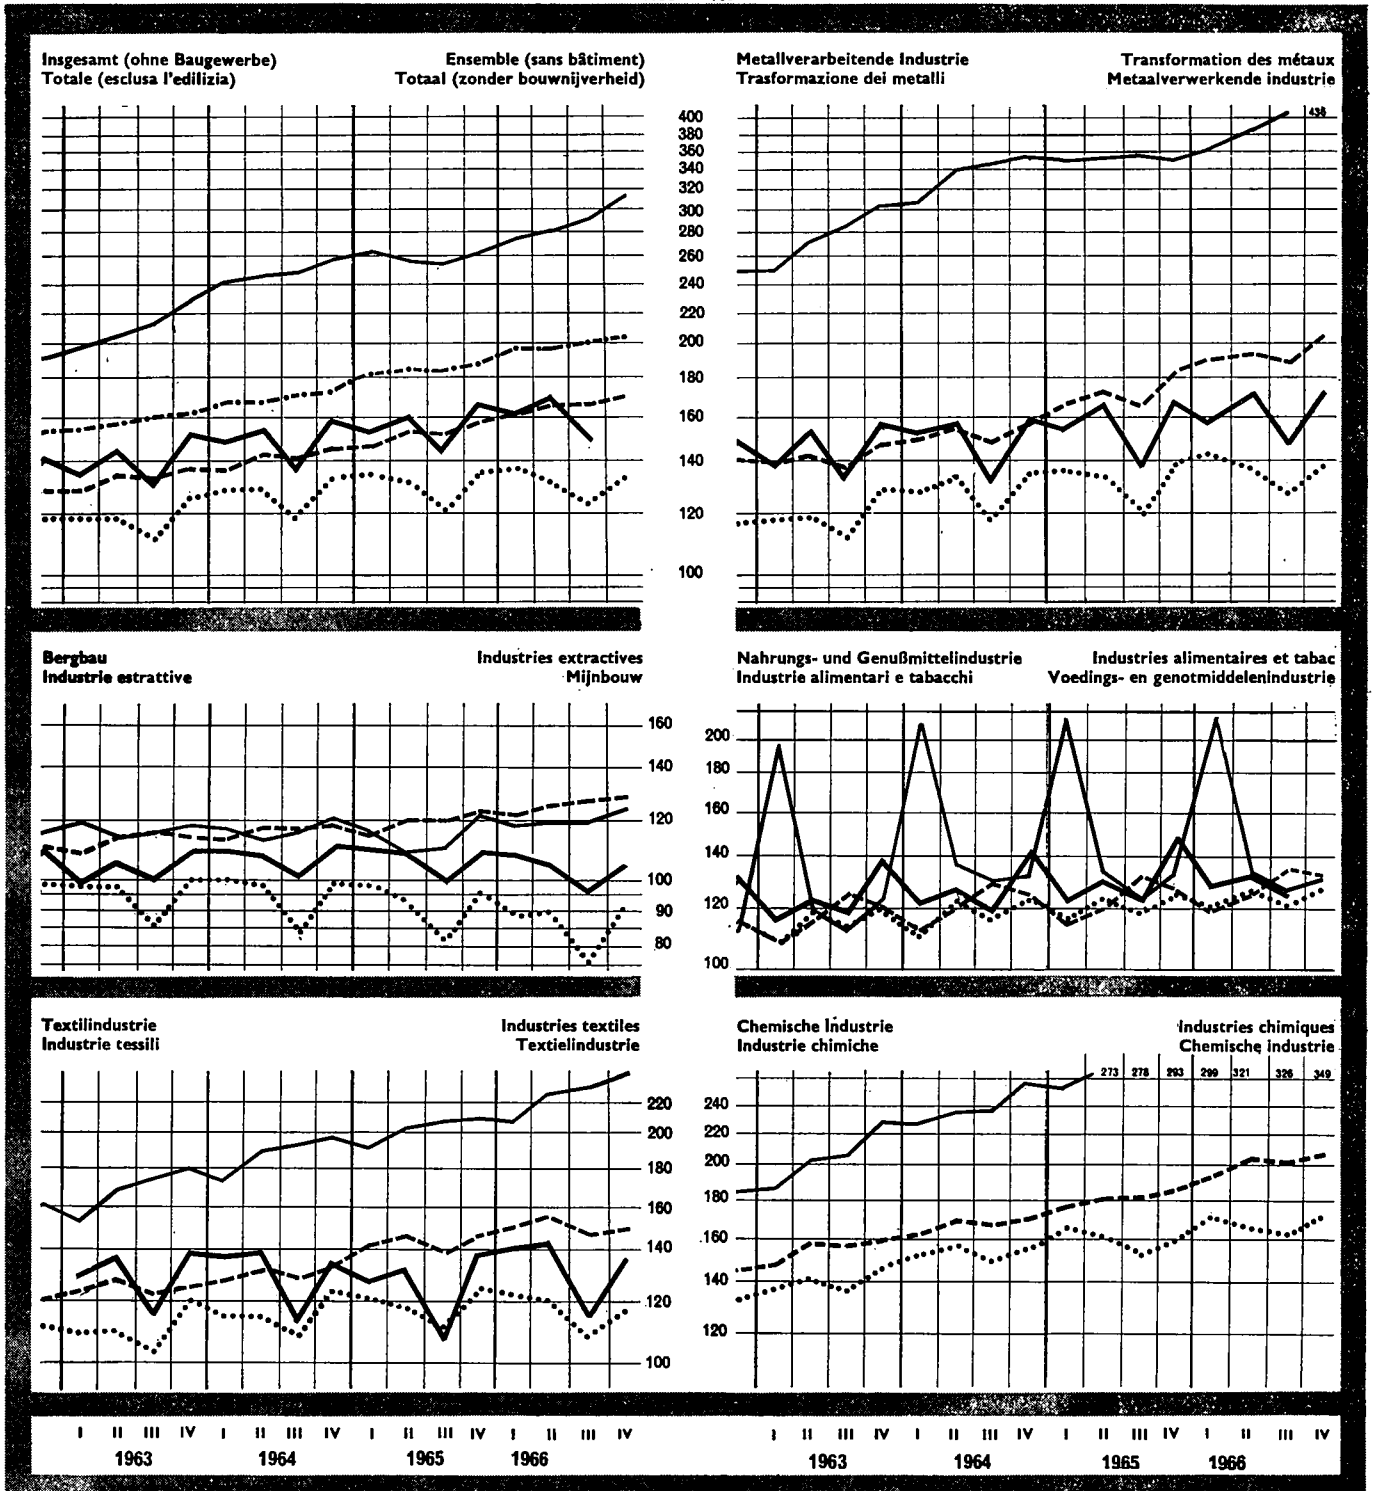 Insgesamt (ohne Baugewerbe)
Totale (esclusa l'edilizia)
Ensemble (sans bâtiment)
Totaal (zonder bouwnijverheid)
Metallverarbeitende Industrie
Trasformazione dei metalli
Transformation des métaux
Metaalverwerkende industrie
400
380
360
340
320
300
280
260
240
220
200
180
160
140
120
100
436
Bergbau
Industrie estrattive
Industries extractives
Mijnbouw
160
140
120
100
90
80
Nahrungs- und Genußmittelindustrie
Industrie alimentari e tabacchi
Industries alimentaires et tabac
Voedings- en genotmiddelenindustrie
200
180
160
140
120
100
Textilindustrie
Industrie tessili
Industries textiles
Textielindustrie
220
200
180
160
140
120
100
Chemische Industrie
Industrie chimiche
Industries chimiques
Chemische industrie
273 278 293 299 321 326 349
240
220
200
180
160
140
120
I II III IV I II III IV I II III IV I II III IV
1963 1964 1965 1966
I II III IV I II III IV I II III IV I II III IV
1963 1964 1965 1966